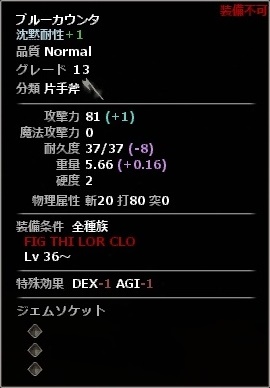 装備不可
ブルーカウンタ
沈黙耐性+1
品質 Normal
グレード 13
分類 片手斧
攻撃力 81 (+1)
魔法攻撃力 0
耐久度 37/37 (-8)
重量 5.66 (+0.16)
硬度 2
物理属性 斬20 打80 突0
装備条件 全種族
FIG THI LOR CLO
Lv 36～
特殊効果 DEX-1 AGI-1
ジェムソケット